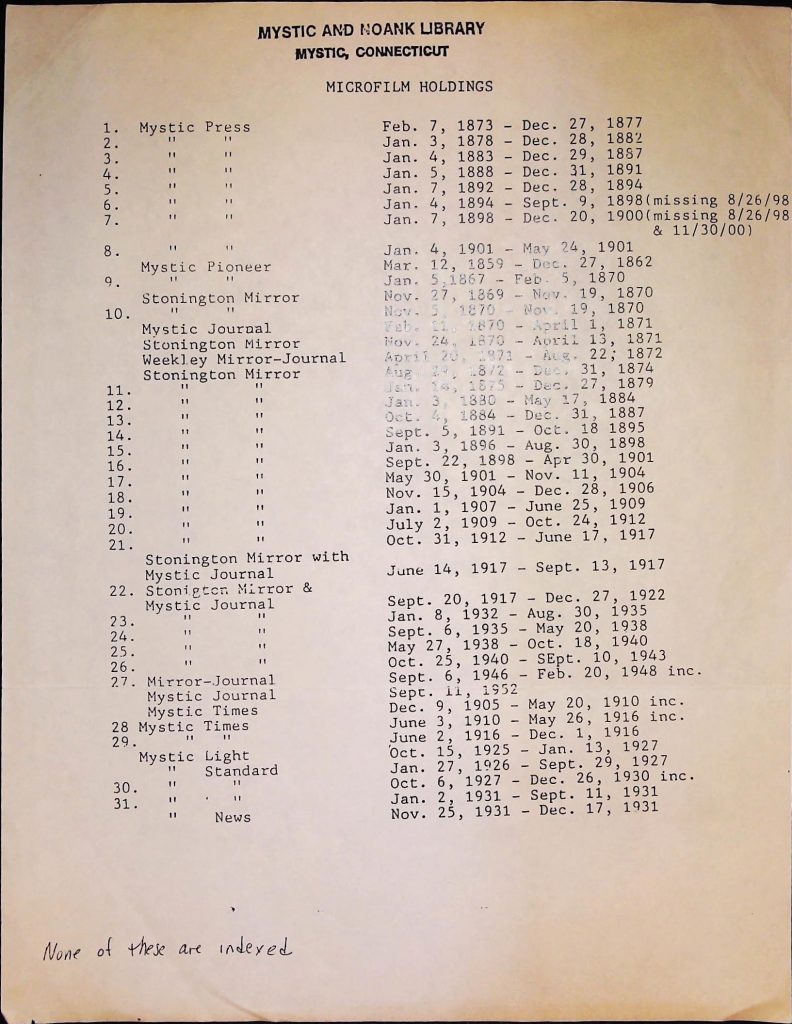 MYSTIC AND NOANK LIBRARY
MYSTIC, CONNECTICUT
MICROFILM HOLDINGS
1. Mystic Press Feb. 7, 1873 - Dec. 27, 1877
2. " " Jan. 3, 1878 - Dec. 28, 1882
3. " " Jan. 4, 1883 - Dec. 29, 1887
4. " " Jan. 5, 1888 - Dec. 31, 1891
5. " " Jan. 7, 1892 - Dec. 28, 1894
6. " " Jan. 4, 1894 - Sept. 9, 1898(missing 8/26/98
7. " " Jan. 7, 1898 - Dec. 20, 1900(missing 8/26/98
& 11/30/00)
8. " " Jan. 4, 1901 - May 24, 1901
Mystic Pioneer Mar. 12, 1859 - Dec. 27, 1862
9. " " Jan. 5,1867 - Feb. 5, 1870
Stonington Mirror Nov. 27, 1869 - Nov. 19, 1870
10. " " Nov. 5, 1870 - Nov. 19, 1870
Mystic Journal Feb. 1870 - April 1, 1871
Stonington Mirror Nov. 24, 1870 - April 13, 1871
Weekley Mirror-Journal April 20, 1871 - Aug. 22, 1872
Stonington Mirror Aug. 1872 - Dec. 31, 1874
11. " " Jan. 14, 1875 - Dec. 27, 1879
12. " " Jan. 3, 1880 - May 17, 1884
13. " " Oct. 4, 1884 - Dec. 31, 1887
14. " " Sept. 5, 1891 - Oct. 18 1895
15. " " Jan. 3, 1896 - Aug. 30, 1898
16. " " Sept. 22, 1898 - Apr 30, 1901
17. " " May 30, 1901 - Nov. 11, 1904
18. " " Nov. 15, 1904 - Dec. 28, 1906
19. " " Jan. 1, 1907 - June 25, 1909
20. " " July 2, 1909 - Oct. 24, 1912
21. " " Oct. 31, 1912 - June 17, 1917
Stonington Mirror with
Mystic Journal June 14, 1917 - Sept. 13, 1917
22. Stonigton Mirror &
Mystic Journal Sept. 20, 1917 - Dec. 27, 1922
23. " " Jan. 8, 1932 - Aug. 30, 1935
24. " " Sept. 6, 1935 - May 20, 1938
25. " " May 27, 1938 - Oct. 18, 1940
26. " " Oct. 25, 1940 - SEpt. 10, 1943
27. Mirror-Journal Sept. 6, 1946 - Feb. 20, 1948 inc.
Mystic Journal Sept. 11, 1952
Mystic Times Dec. 9, 1905 - May 20, 1910 inc.
28 Mystic Times June 3, 1910 - May 26, 1916 inc.
29. " " June 2, 1916 - Dec. 1, 1916
Mystic Light Oct. 15, 1925 - Jan. 13, 1927
" Standard Jan. 27, 1926 - Sept. 29, 1927
30. " " Oct. 6, 1927 - Dec. 26, 1930 inc.
31. " " Jan. 2, 1931 - Sept. 11, 1931
" News Nov. 25, 1931 - Dec. 17, 1931
None of these are indexed